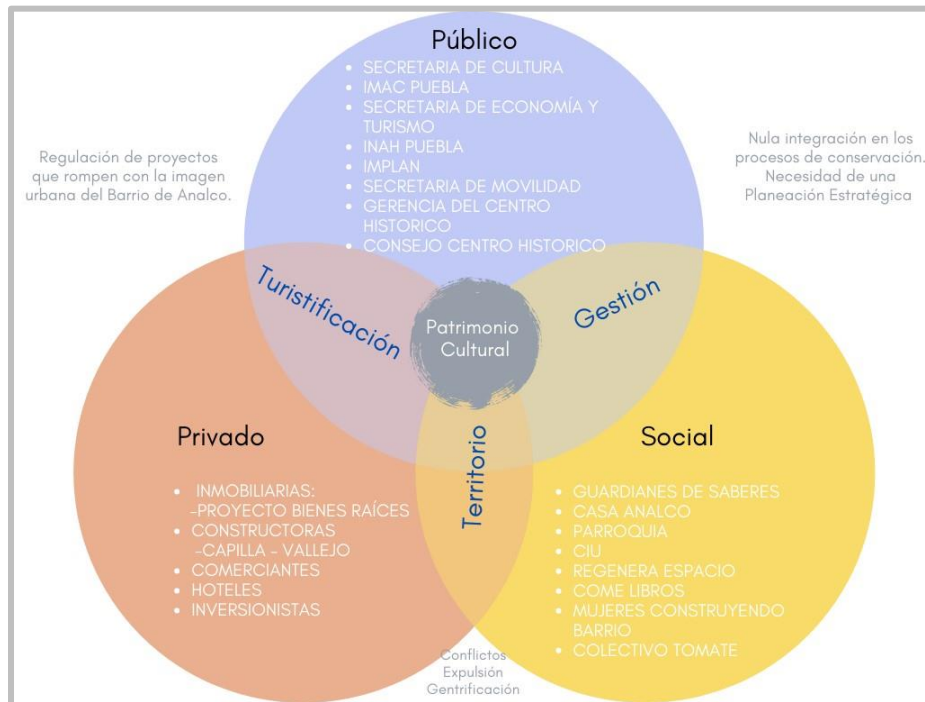 Público
• SECRETARIA DE CULTURA
• IMAC PUEBLA
• SECRETARIA DE ECONOMÍA Y
TURISMO
• INAH PUEBLA
• IMPLAN
• SECRETARIA DE MOVILIDAD
• GERENCIA DEL CENTRO
HISTORICO
• CONSEJO CENTRO HISTORICO
Regulación de proyectos
que rompen con la imagen
urbana del Barrio de Analco.
Nula integración en los
procesos de conservación.
Necesidad de una
Planeación Estratégica
Turistificación
Gestión
Patrimonio
Cultural
Territorio
Privado
• INMOBILIARIAS:
-PROYECTO BIENES RAÍCES
• CONSTRUCTORAS
-CAPILLA - VALLEJO
• COMERCIANTES
• HOTELES
• INVERSIONISTAS
Social
• GUARDIANES DE SABERES
• CASA ANALCO
• PARROQUIA
• CIU
• REGENERA ESPACIO
• COME LIBROS
• MUJERES CONSTRUYENDO
BARRIO
• COLECTIVO TOMATE
Conflictos
Expulsión
Gentrificación